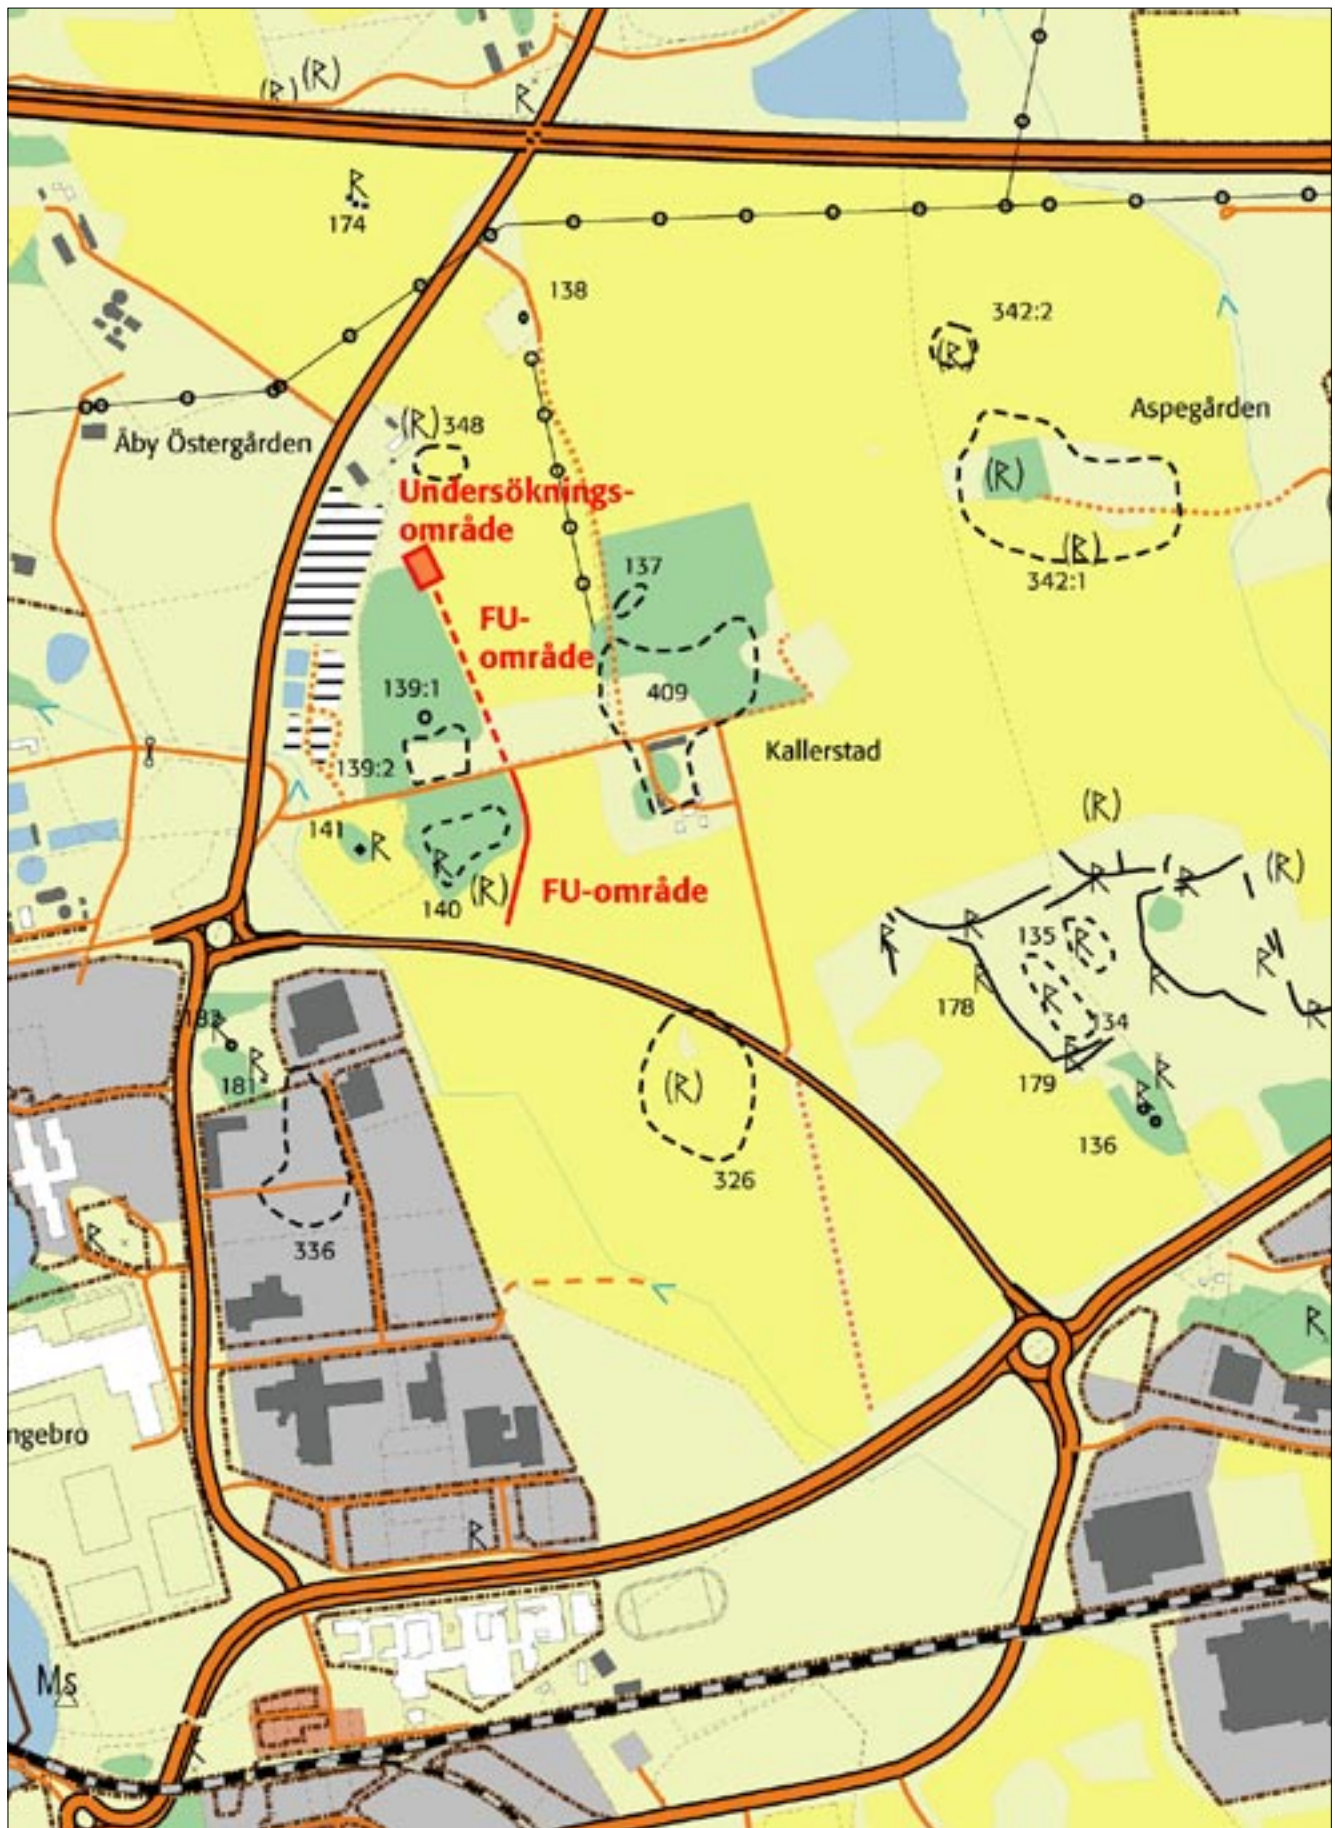 (R)
(R)
R
R
174
138
342:2
(R)
Aspegården
(R) 348
Åby Östergården
Undersöknings-
område
(R)
(R)
342:1
137
FU-
område
139:1
409
Kallerstad
139:2
(R)
141
R
R
(R)
140
FU-område
R
R
(R)
R
R
135
R
R
R
R
178
R
R
134
R
R
182
R
R
181
179
R
R
136
(R)
326
R
336
R
ngebro
R
Ms